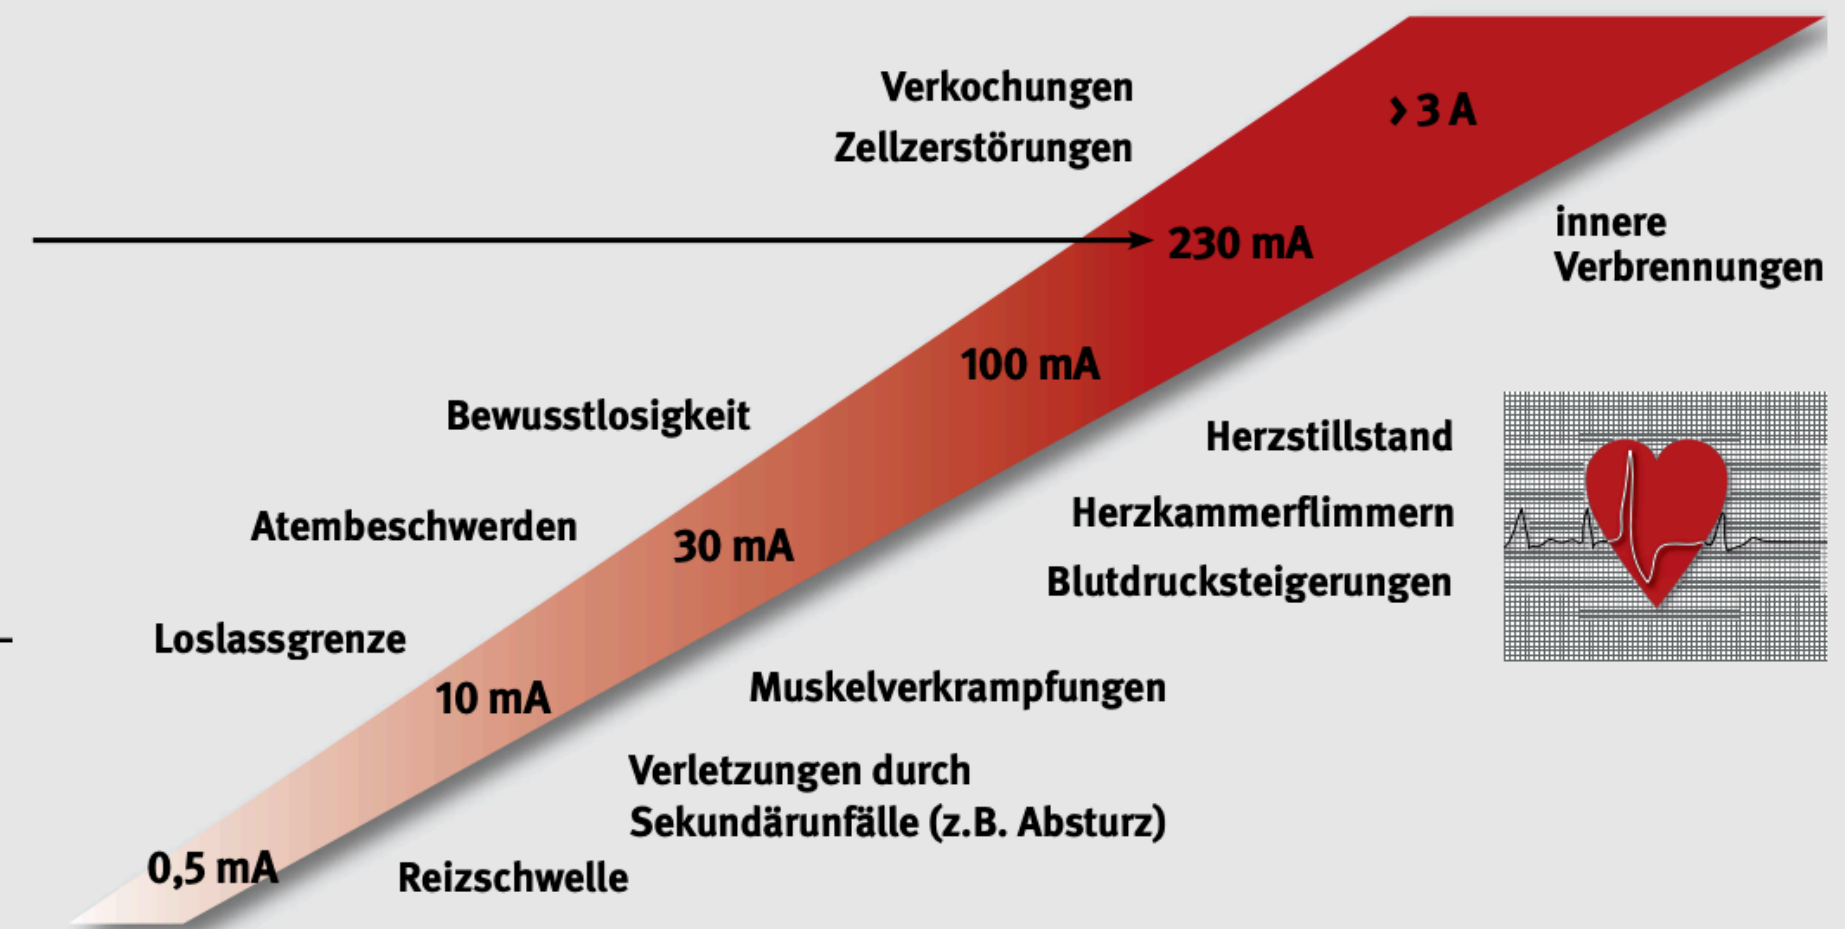 Verkochungen
> 3 A
Zellzerstörungen
innere
230 mA
Verbrennungen
100 mA
Bewusstlosigkeit
Herzstillstand
Atembeschwerden
Herzkammerflimmern
30 mA
Blutdrucksteigerungen
Loslassgrenze
10 mA
Muskelverkrampfungen
Verletzungen durch
Sekundärunfälle (z.B. Absturz)
0,5 mA
Reizschwelle